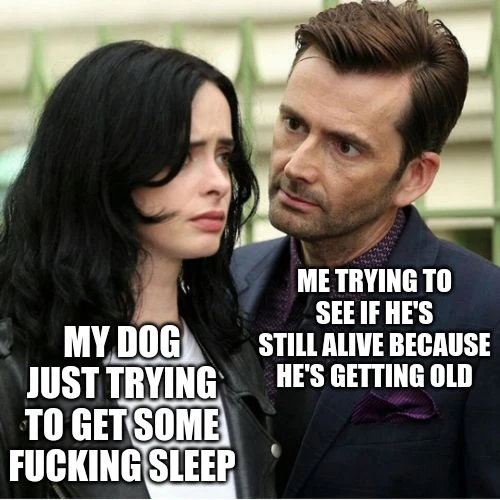 MY DOG
JUST TRYING
TO GET SOME
FUCKING SLEEP
ME TRYING TO
SEE IF HE'S
STILL ALIVE BECAUSE
HE'S GETTING OLD